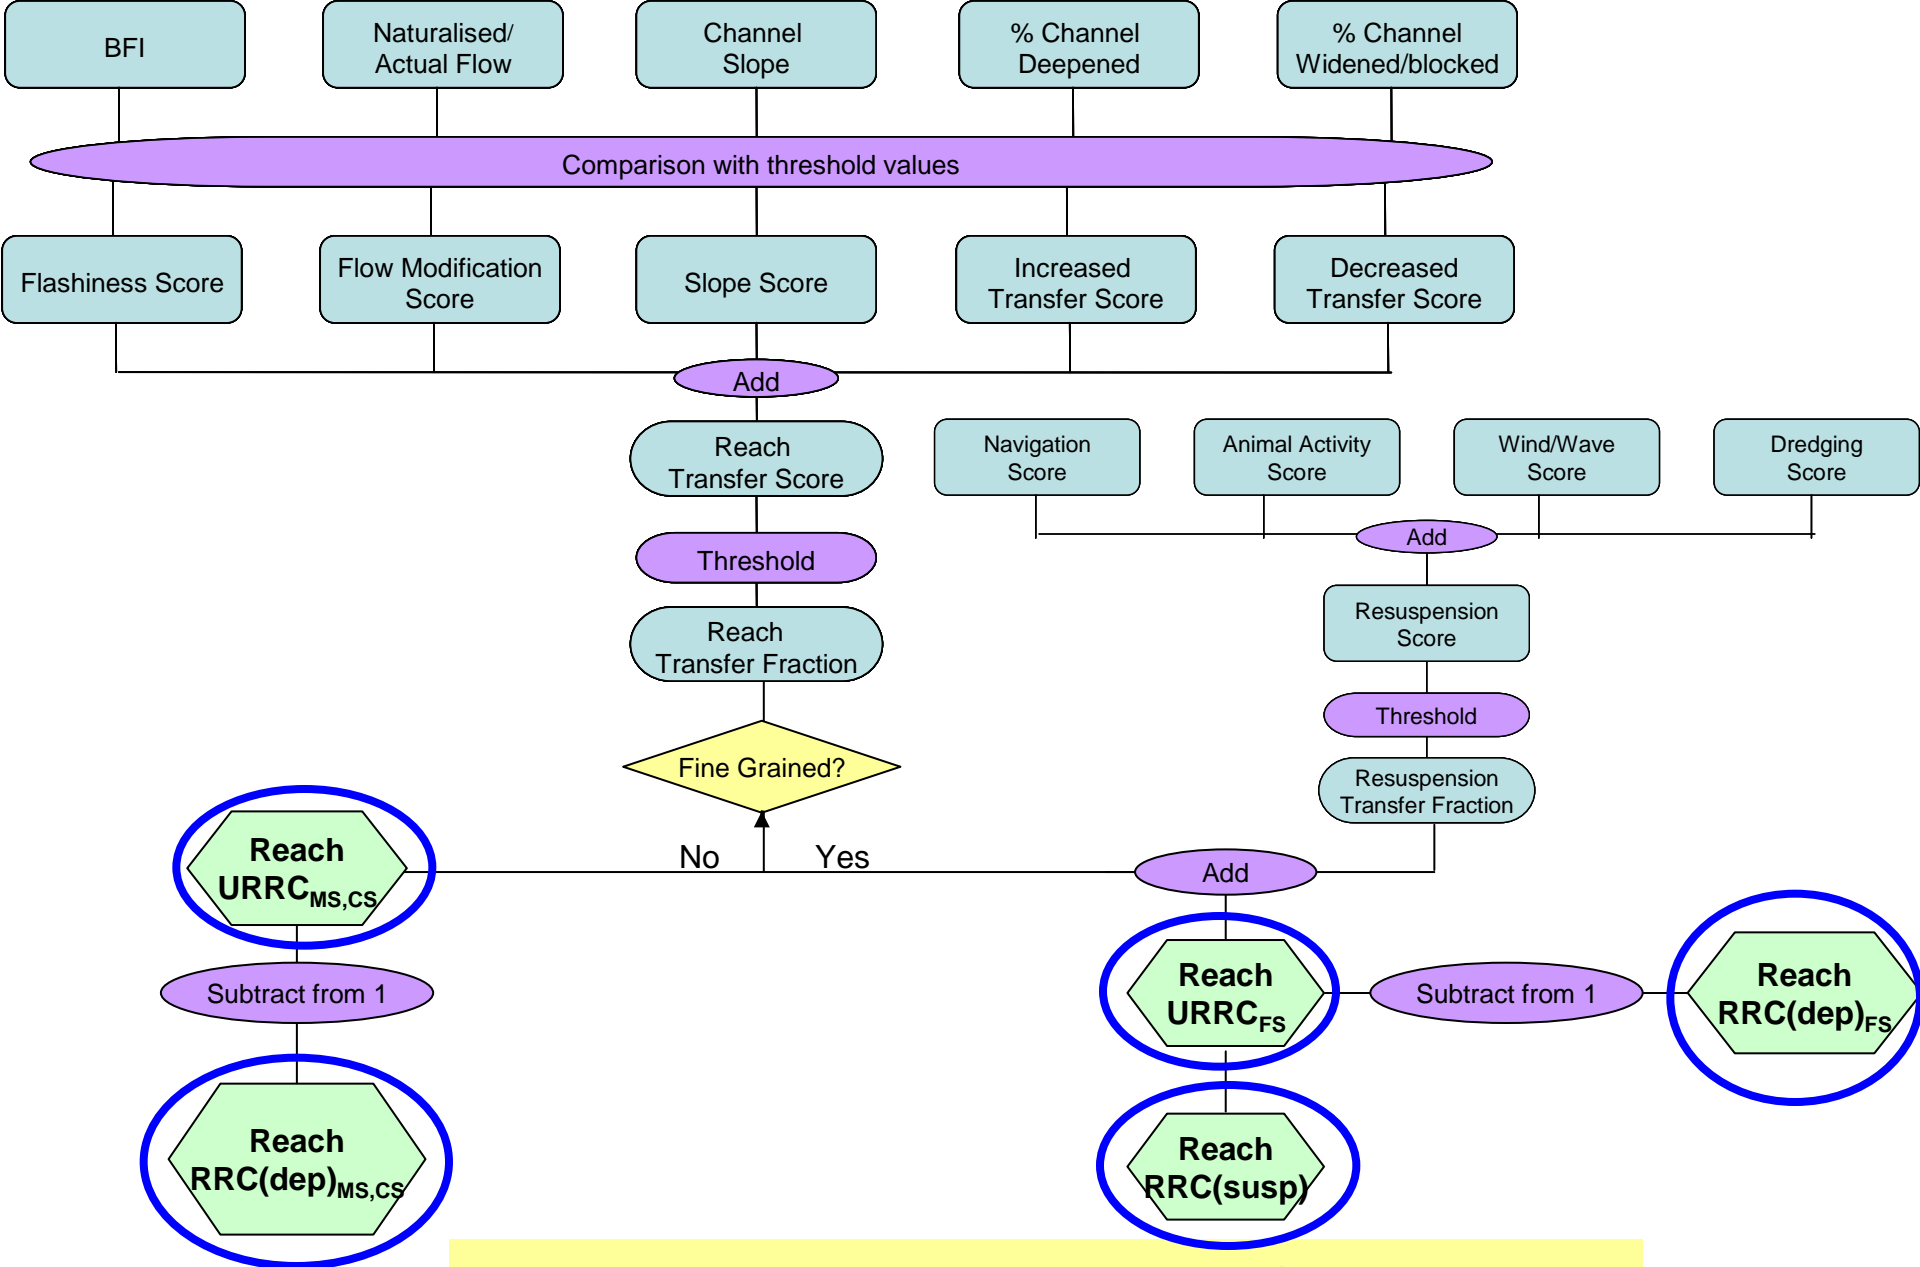 BFI
Naturalised/
Actual Flow
Channel
Slope
% Channel
Deepened
% Channel
Widened/blocked
Comparison with threshold values
Flashiness Score
Flow Modification
Score
Slope Score
Increased
Transfer Score
Decreased
Transfer Score
Add
Reach
Transfer Score
Navigation
Score
Animal Activity
Score
Wind/Wave
Score
Dredging
Score
Add
Threshold
Resuspension
Score
Reach
Transfer Fraction
Threshold
Fine Grained?
Resuspension
Transfer Fraction
No Yes
Reach
URRC_MS,CS
Add
Subtract from 1
Reach
URRC_FS
Subtract from 1
Reach
RRC(dep)_FS
Reach
RRC(dep)_MS,CS
Reach
RRC(susp)